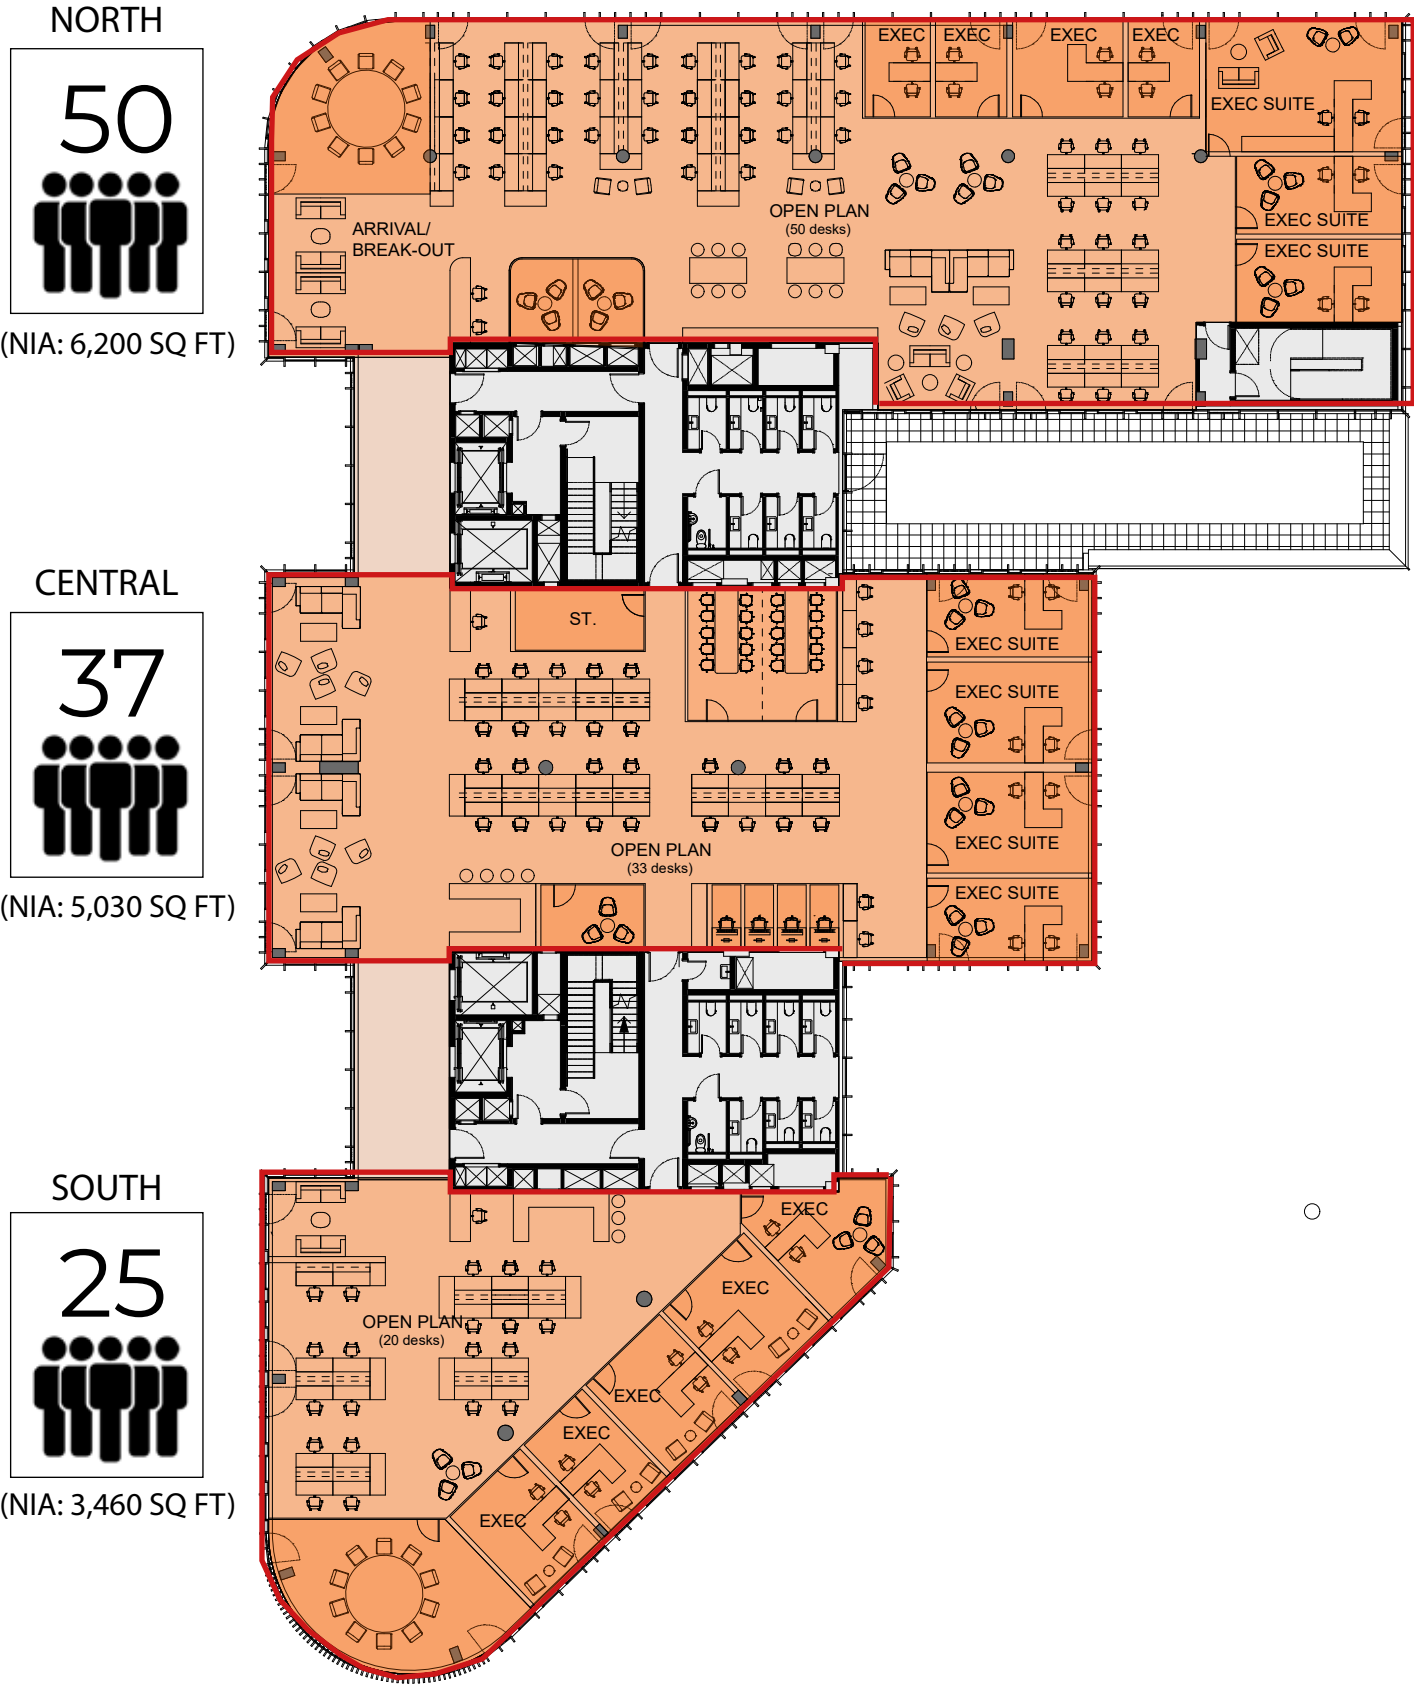 NORTH
50
(NIA: 6,200 SQ FT)
EXEC
EXEC
EXEC
EXEC
EXEC SUITE
EXEC SUITE
EXEC SUITE
OPEN PLAN
(50 desks)
ARRIVAL/
BREAK-OUT
CENTRAL
37
(NIA: 5,030 SQ FT)
ST.
EXEC SUITE
EXEC SUITE
EXEC SUITE
EXEC SUITE
OPEN PLAN
(33 desks)
SOUTH
25
(NIA: 3,460 SQ FT)
EXEC
EXEC
OPEN PLAN
(20 desks)
EXEC
EXEC
EXEC